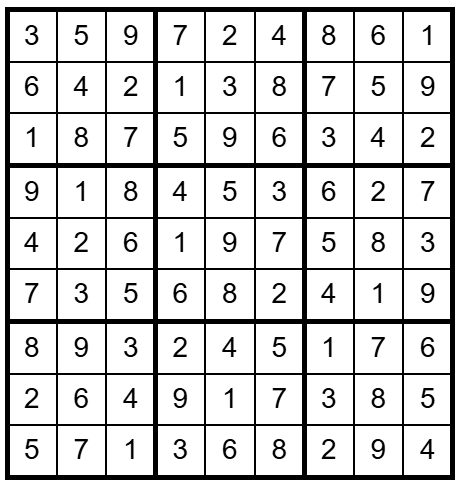 3 5 9 7 2 4 8 6 1
6 4 2 1 3 8 7 5 9
1 8 7 5 9 6 3 4 2
9 1 8 4 5 3 6 2 7
4 2 6 1 9 7 5 8 3
7 3 5 6 8 2 4 1 9
8 9 3 2 4 5 1 7 6
2 6 4 9 1 7 3 8 5
5 7 1 3 6 8 2 9 4